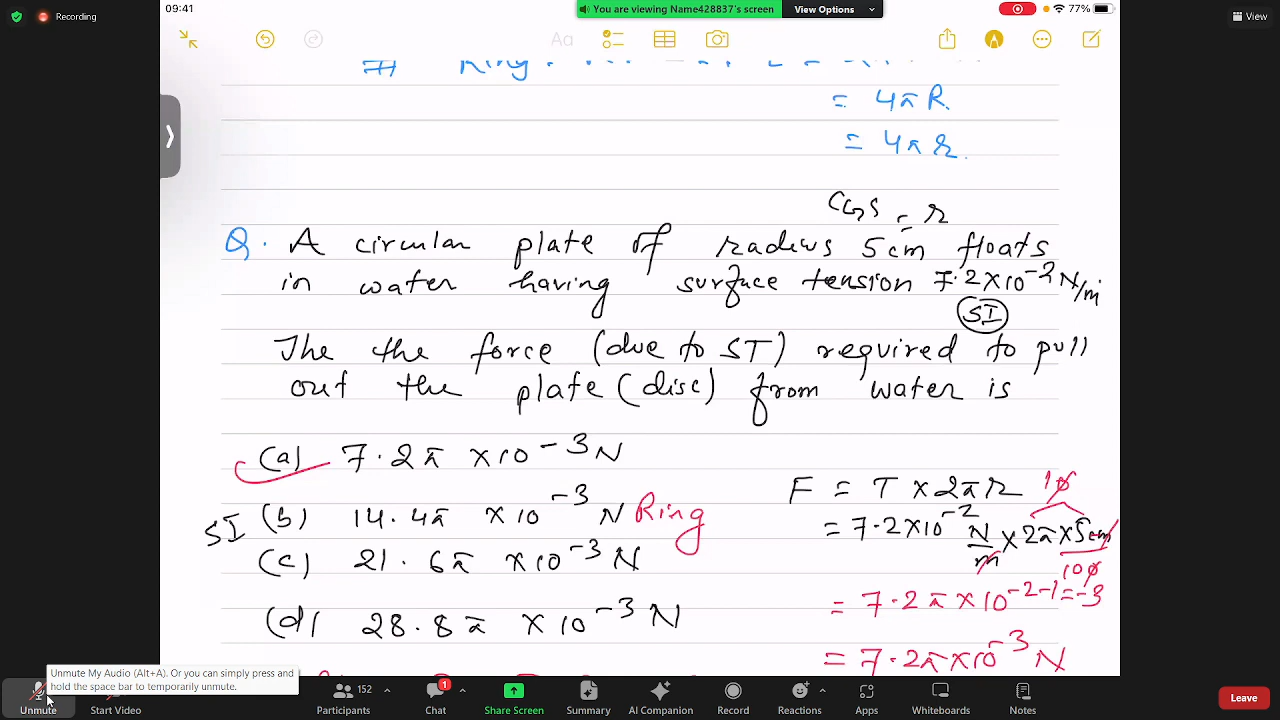 09:41
Recording
You are viewing Name428837's screen
View Options
77%
View
Aa
= 4πR.
= 4πr.
CGS = r
Q. A circular plate of radius 5cm floats
in water having surface tension 7.2×10⁻² N/m
SI
The the force (due to ST) required to pull
out the plate (disc) from water is
(a) 7.2π ×10⁻³ N
SI (b) 14.4π ×10⁻³ N Ring
(c) 21.6π ×10⁻³ N
(d) 28.8π ×10⁻³ N
F = T × 2πr
10
= 7.2×10⁻² N/m × 2π × 5cm
100
= 7.2π×10⁻²⁻¹=⁻³
= 7.2π×10⁻³ N
Unmute My Audio (Alt+A). Or you can simply press and
hold the space bar to temporarily unmute.
Unmute
Start Video
152
Participants
1
Chat
Share Screen
Summary
AI Companion
Record
Reactions
Apps
Whiteboards
Notes
Leave